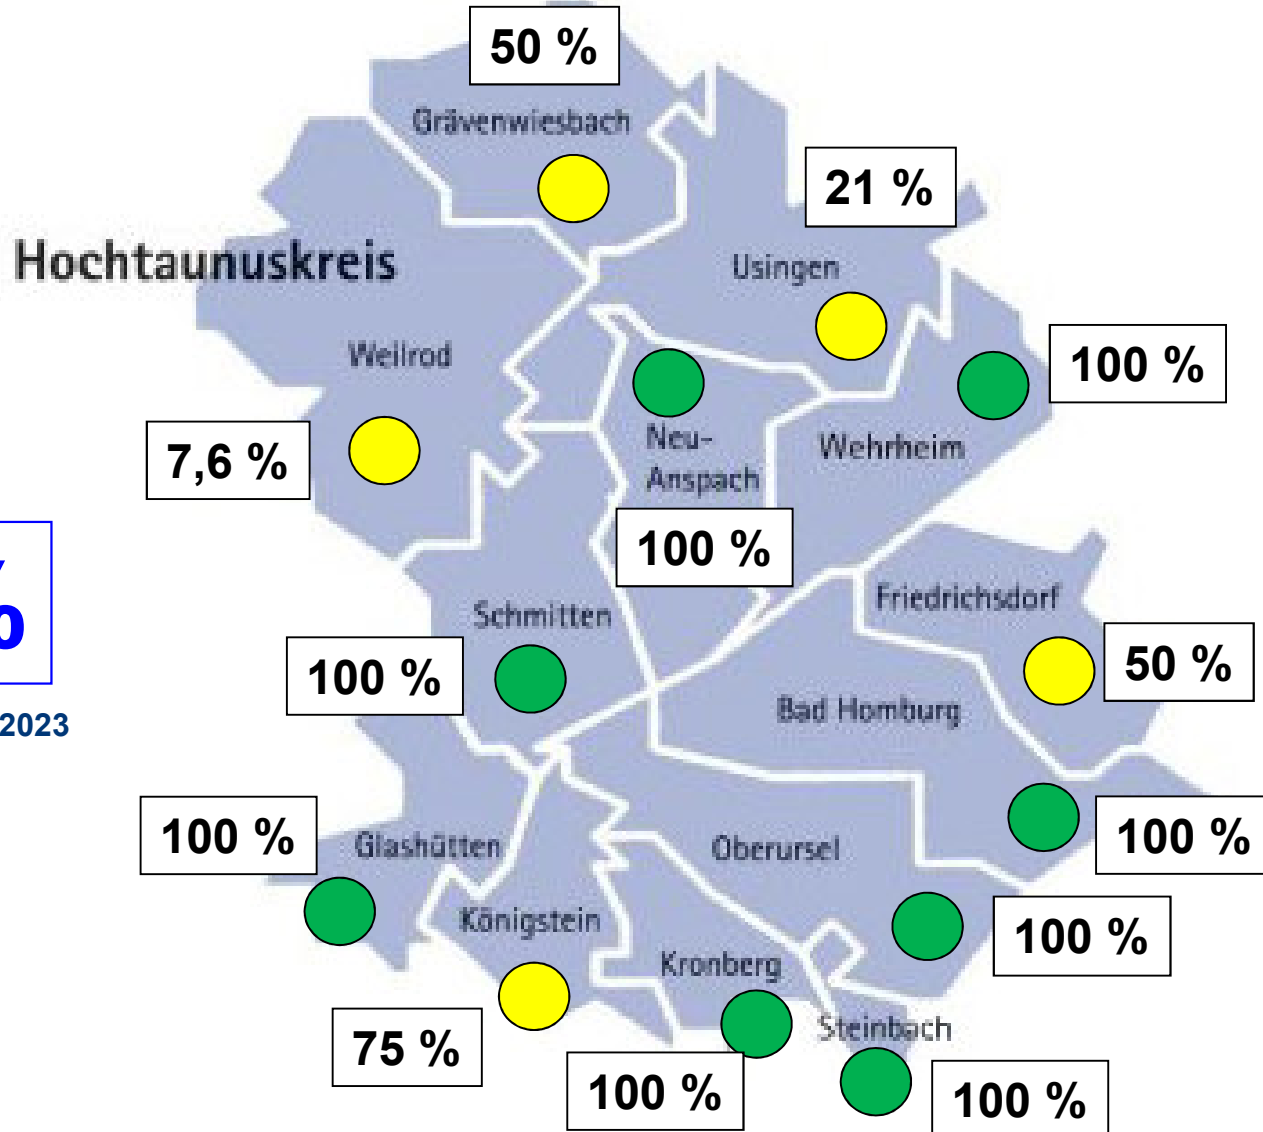 50 %
Grävenwiesbach
21 %
Hochtaunuskreis
Usingen
Weilrod
100 %
7,6 %
Neu-
Anspach
Wehrheim
100 %
Friedrichsdorf
Schmitten
100 %
50 %
Bad Homburg
2023
100 %
Glashütten
Oberursel
100 %
Königstein
100 %
Kronberg
75 %
Steinbach
100 %
100 %